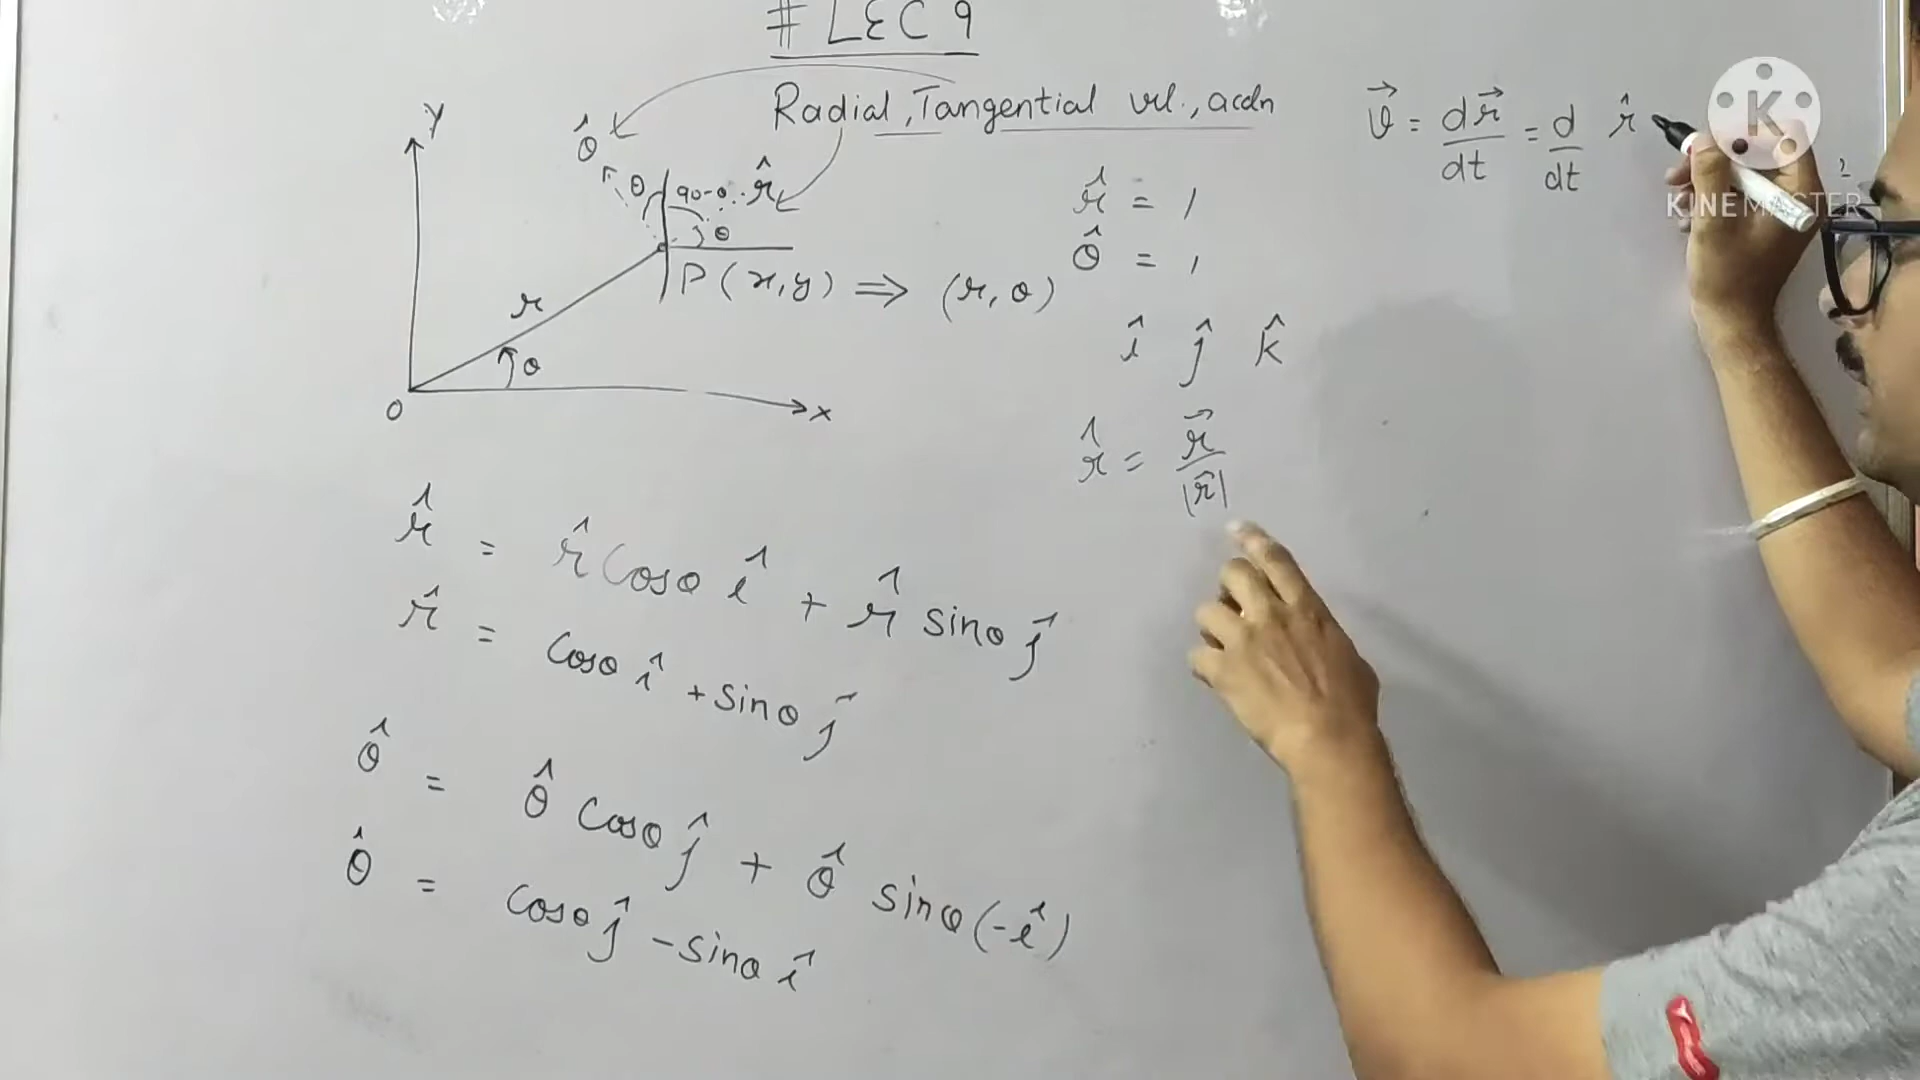 # LEC 9
Radial, Tangential vel., accln
y
θ̂
θ 90-θ r̂
θ
P(x,y) ⇒ (r, θ)
r
θ
O
x
r̂ = 1
θ̂ = 1
î ĵ k̂
r̂ = r⃗ / |r⃗|
v⃗ = dr⃗/dt = d/dt r̂
K
KINEMASTER
r̂ = r̂ Cosθ î + r̂ sinθ ĵ
r̂ = Cosθ î + sinθ ĵ
θ̂ = θ̂ Cosθ ĵ + θ̂ sinθ(-î)
θ̂ = Cosθ ĵ - sinθ î